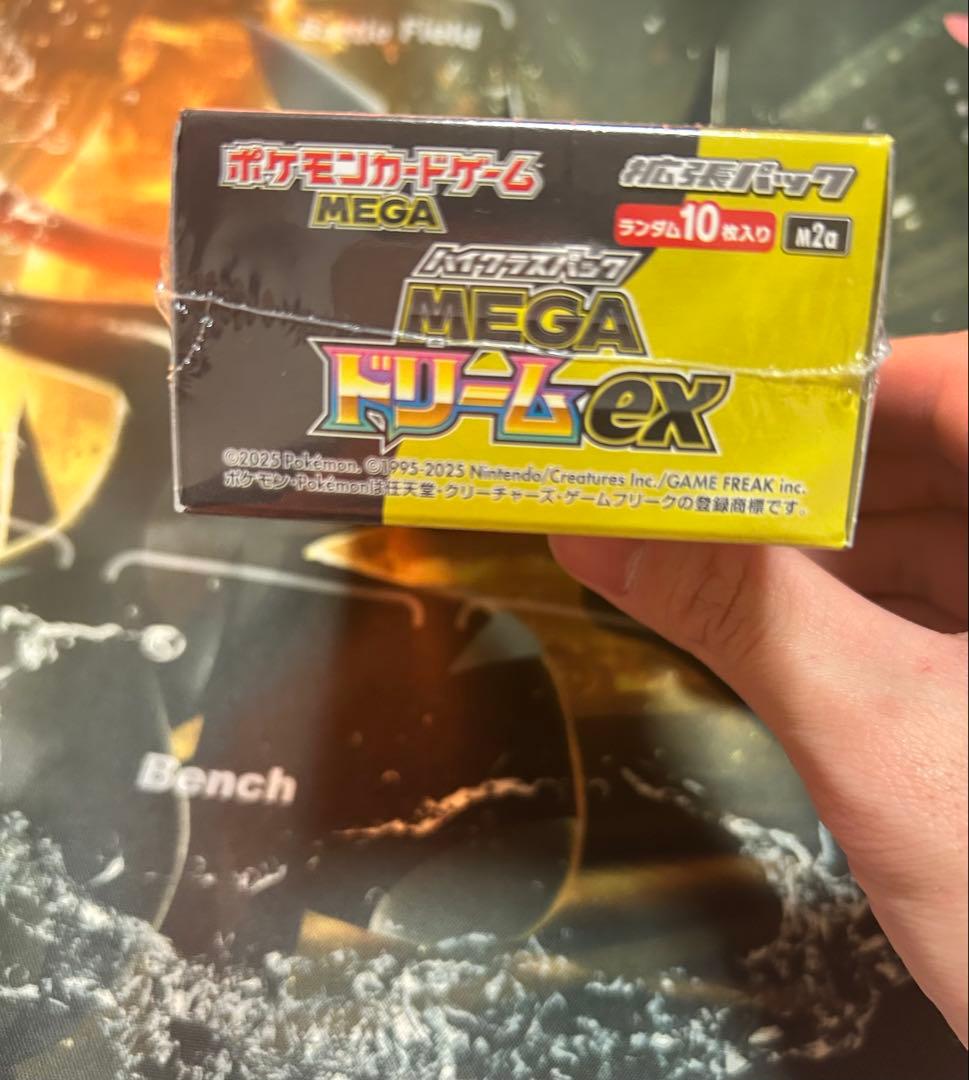 ポケモンカードゲーム
MEGA
拡張パック
ランダム10枚入り
M2a
ハイクラスパック
MEGA
ドリームex
©2025 Pokémon. ©1995-2025 Nintendo/Creatures Inc./GAME FREAK inc.
ポケモン・Pokémonは任天堂・クリーチャーズ・ゲームフリークの登録商標です。
Bench